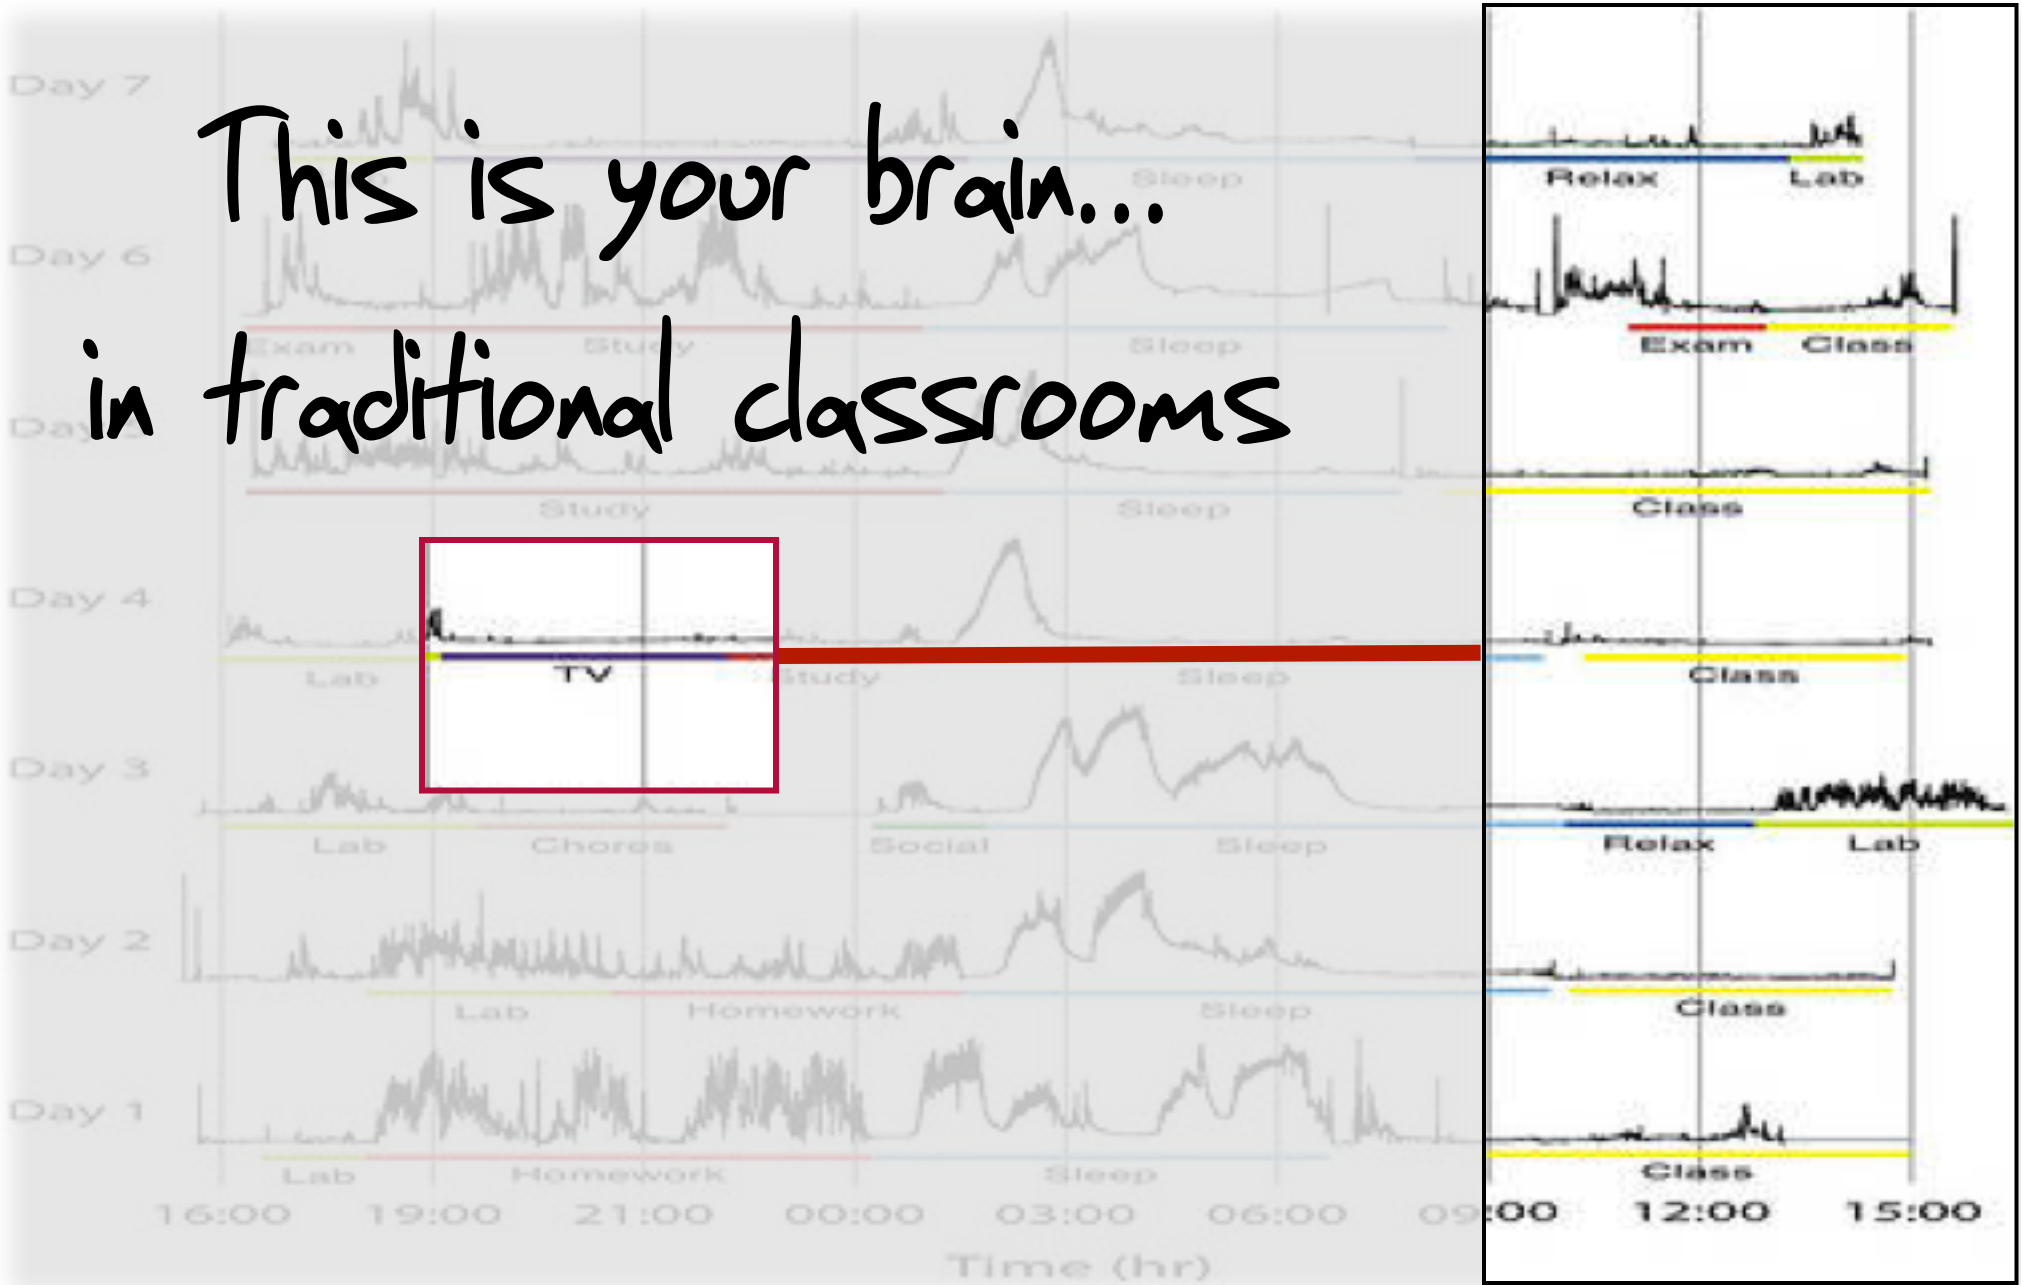 Day 7
This is your brain...
Sleep
Relax
Lab
Day 6
Exam
Study
Sleep
Exam
Class
in traditional classrooms
Day
Study
Sleep
Class
Day 4
Lab
TV
Study
Sleep
Class
Day 3
Lab
Chores
Social
Sleep
Relax
Lab
Day 2
Lab
Homework
Sleep
Class
Day 1
Lab
Homework
Sleep
Class
16:00 19:00 21:00 00:00 03:00 06:00 09:00 12:00 15:00
Time (hr)